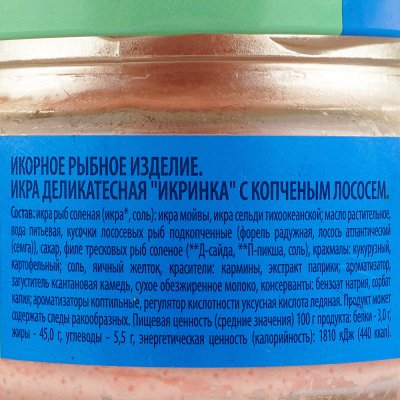 ИКОРНОЕ РЫБНОЕ ИЗДЕЛИЕ.
ИКРА ДЕЛИКАТЕСНАЯ "ИКРИНКА" С КОПЧЕНЫМ ЛОСОСЕМ.
Состав: икра рыб соленая (икра*, соль): икра мойвы, икра сельди тихоокеанской; масло растительное,
вода питьевая, кусочки лососевых рыб подкопченные (форель радужная, лосось атлантический
(семга)), сахар, филе тресковых рыб соленое (**Д-сайда, **П-пикша, соль), крахмалы: кукурузный,
картофельный; соль, яичный желток, красители: кармины, экстракт паприки; ароматизатор,
загуститель ксантановая камедь, сухое обезжиренное молоко, консерванты: бензоат натрия, сорбат
калия; ароматизаторы коптильные, регулятор кислотности уксусная кислота ледяная. Продукт может
содержать следы ракообразных. Пищевая ценность (средние значения) 100 г продукта: белки - 3,0 г;
жиры - 45,0 г, углеводы - 5,5 г, энергетическая ценность (калорийность): 1810 кДж (440 ккал).